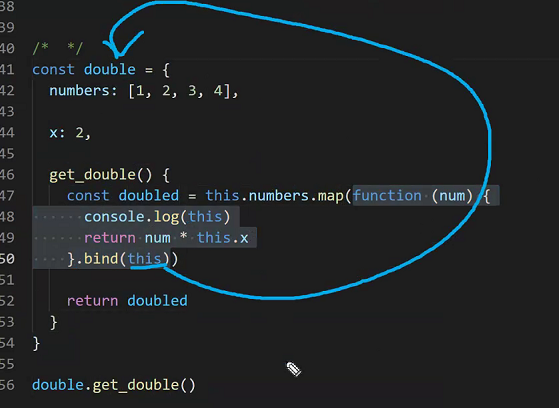 38
39
40 /*  */
41 const double = {
42   numbers: [1, 2, 3, 4],
43
44   x: 2,
45
46   get_double() {
47     const doubled = this.numbers.map(function (num) {
48       console.log(this)
49       return num * this.x
50     }.bind(this))
51
52     return doubled
53   }
54 }
55
56 double.get_double()